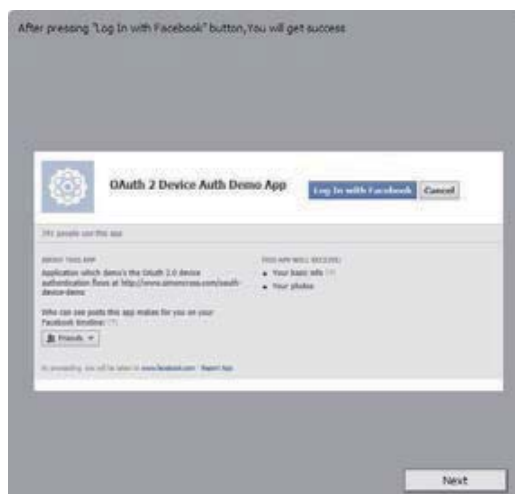 After pressing "Log In with Facebook" button,You will get success
OAuth 2 Device Auth Demo App
Log In with Facebook
Cancel
people use this app
ABOUT THIS APP
Application which demo's the OAuth 2.0 device
authentication flows at http://www.simoncross.com/oauth-
device-demo
Who can see posts this app makes for you on your
Facebook timeline: (?)
Friends
THIS APP WILL RECEIVE:
Your basic info (?)
Your photos
By proceeding, you will be taken to www.facebook.com · Report App
Next